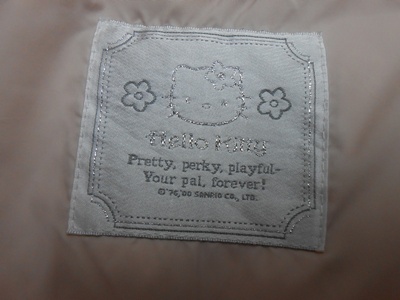 Hello Kitty
Pretty, perky, playful-
Your pal, forever!
©'76,'00 SANRIO CO., LTD.